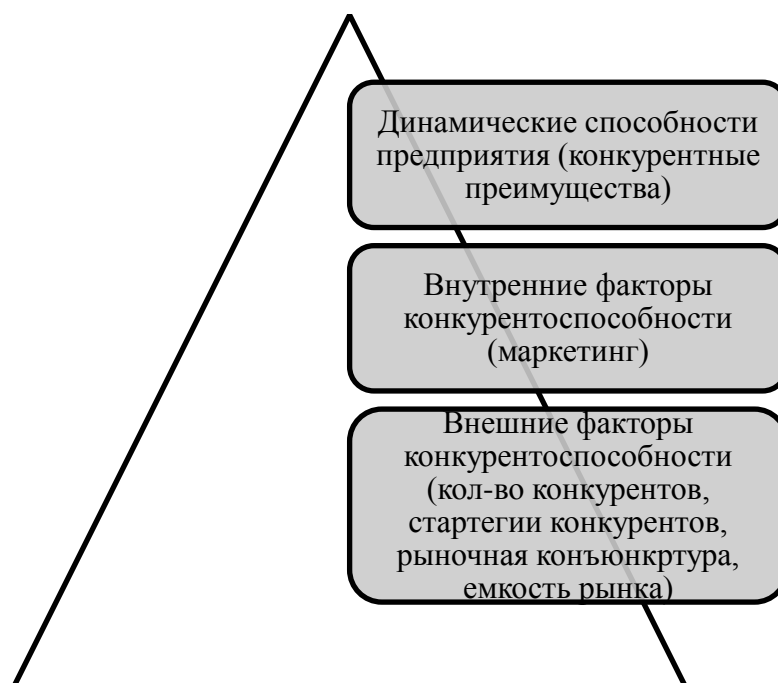 Динамические способности
предприятия (конкурентные
преимущества)
Внутренние факторы
конкурентоспособности
(маркетинг)
Внешние факторы
конкурентоспособности
(кол-во конкурентов,
стартегии конкурентов,
рыночная конъюнкртура,
емкость рынка)